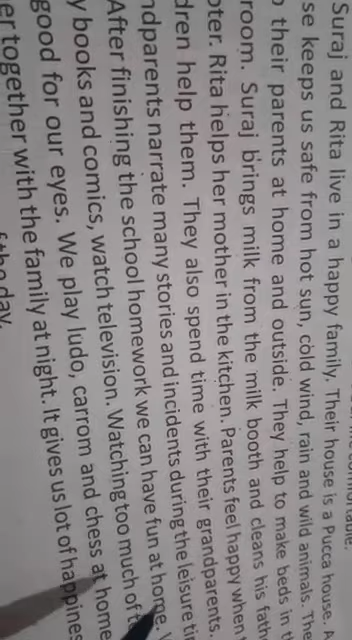 comfortable.
Suraj and Rita live in a happy family. Their house is a Pucca house. A
se keeps us safe from hot sun, cold wind, rain and wild animals. The
their parents at home and outside. They help to make beds in
room. Suraj brings milk from the milk booth and cleans his fath
oter. Rita helps her mother in the kitchen. Parents feel happy when
dren help them. They also spend time with their grandparents.
ndparents narrate many stories and incidents during the leisure ti
After finishing the school homework we can have fun at home.
y books and comics, watch television. Watching too much of t
good for our eyes. We play ludo, carrom and chess at home
er together with the family at night. It gives us lot of happines
f the day.